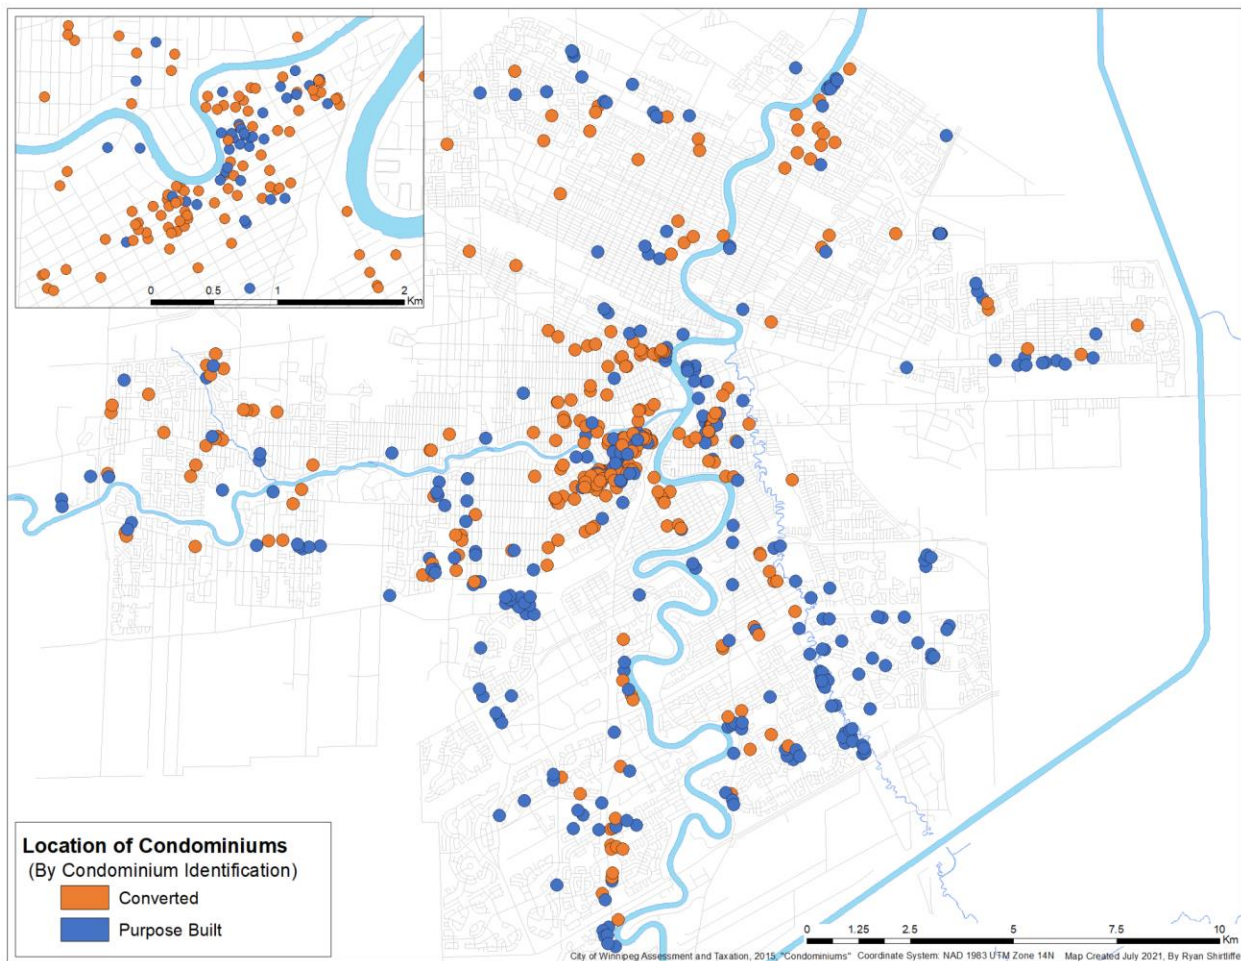 0 0.5 1 2
Km
Location of Condominiums
(By Condominium Identification)
Converted
Purpose Built
0 1.25 2.5 5 7.5 10
Km
City of Winnipeg Assessment and Taxation, 2015, "Condominiums" Coordinate System: NAD 1983 UTM Zone 14N Map Created July 2021, By Ryan Shirtliffe